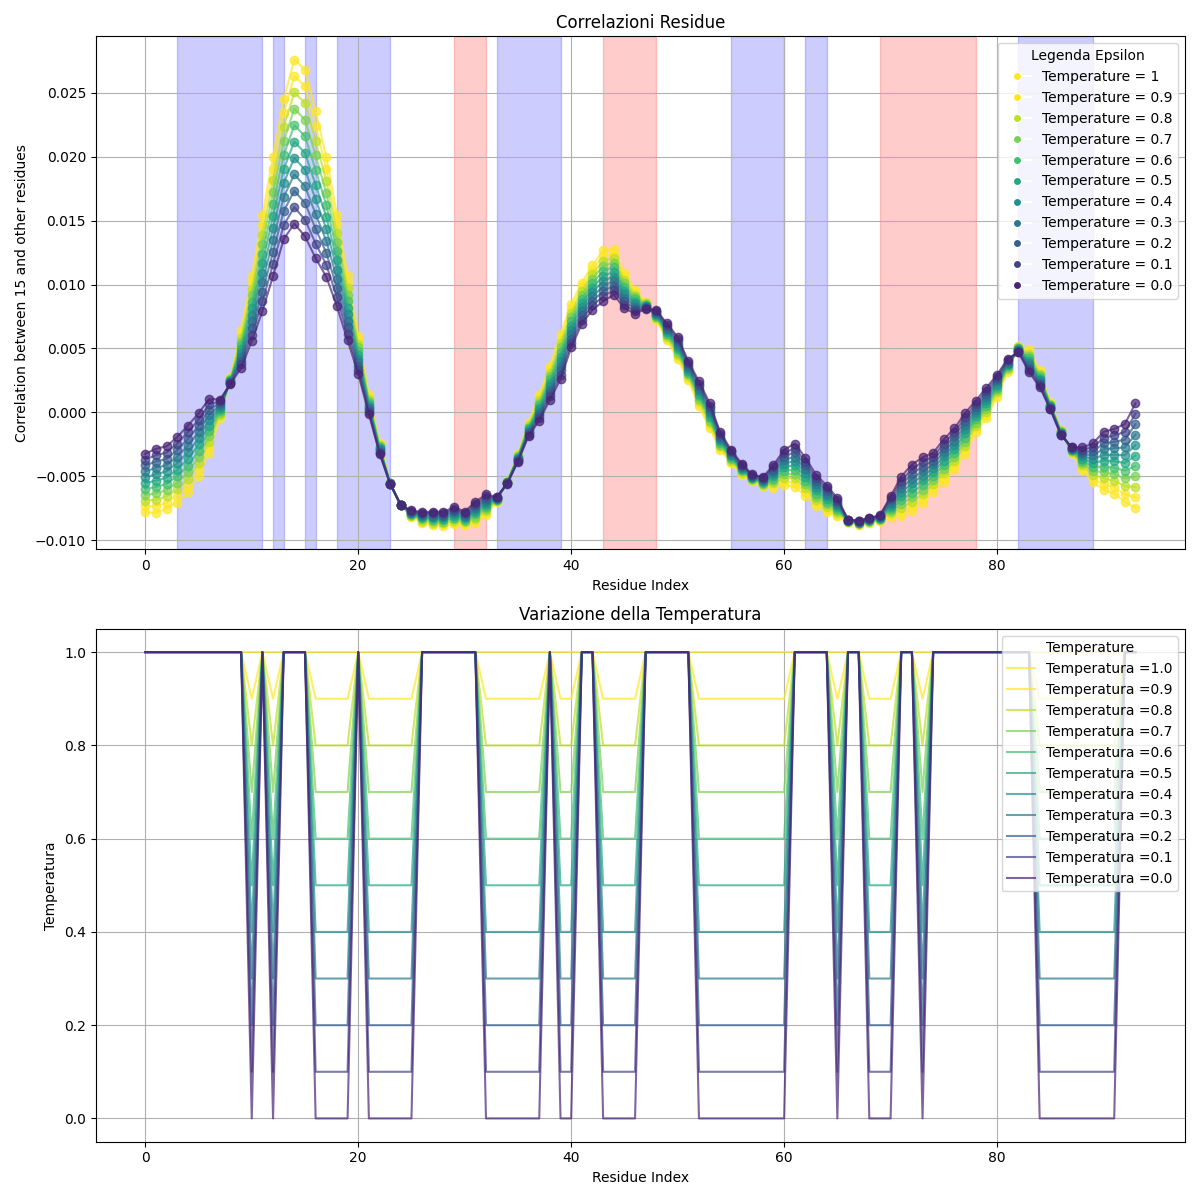 Correlazioni Residue
Correlation between 15 and other residues
0.025
0.020
0.015
0.010
0.005
0.000
−0.005
−0.010
0
20
40
60
80
Residue Index
Legenda Epsilon
Temperature = 1
Temperature = 0.9
Temperature = 0.8
Temperature = 0.7
Temperature = 0.6
Temperature = 0.5
Temperature = 0.4
Temperature = 0.3
Temperature = 0.2
Temperature = 0.1
Temperature = 0.0
Variazione della Temperatura
Temperatura
1.0
0.8
0.6
0.4
0.2
0.0
0
20
40
60
80
Residue Index
Temperature
Temperatura =1.0
Temperatura =0.9
Temperatura =0.8
Temperatura =0.7
Temperatura =0.6
Temperatura =0.5
Temperatura =0.4
Temperatura =0.3
Temperatura =0.2
Temperatura =0.1
Temperatura =0.0